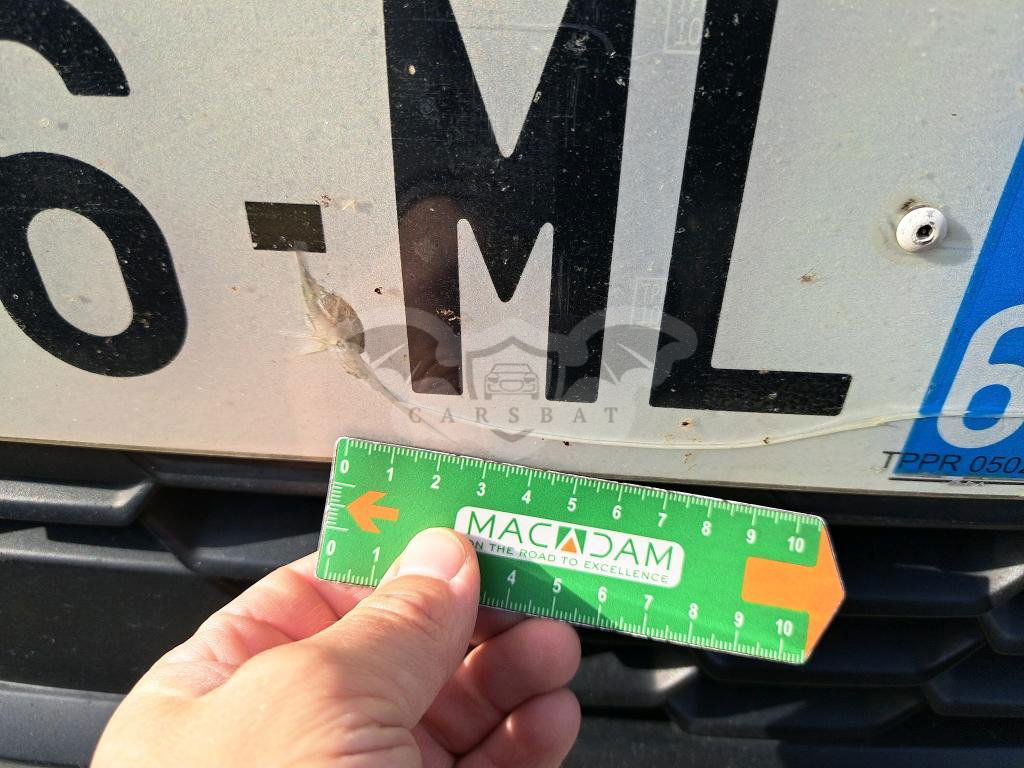 6-ML
6
TPPR 050
CARSBAT
0 1 2 3 4 5 6 7 8 9 10
MACADAM
ON THE ROAD TO EXCELLENCE
0 1 4 5 6 7 8 9 10